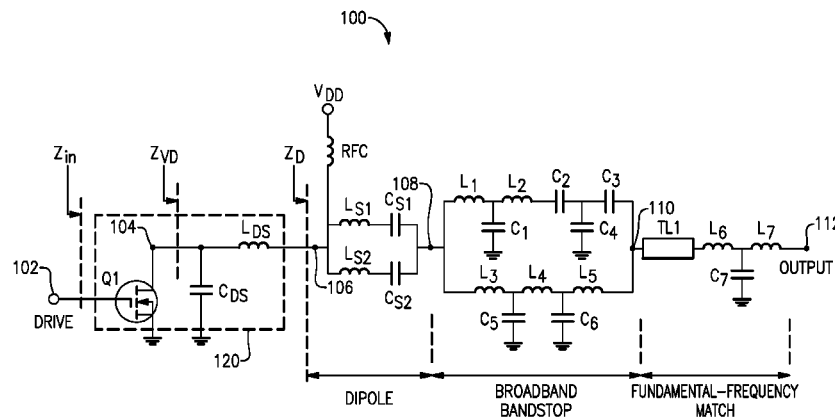 100
V_DD
Z_in
Z_VD
Z_D
RFC
L_S1
C_S1
108
L_1
L_2
C_2
C_3
C_1
C_4
110
112
TL1
L_6
L_7
OUTPUT
C_7
104
L_DS
102
Q1
DRIVE
C_DS
106
L_S2
C_S2
L_3
L_4
L_5
C_5
C_6
120
DIPOLE
BROADBAND
BANDSTOP
FUNDAMENTAL-FREQUENCY
MATCH